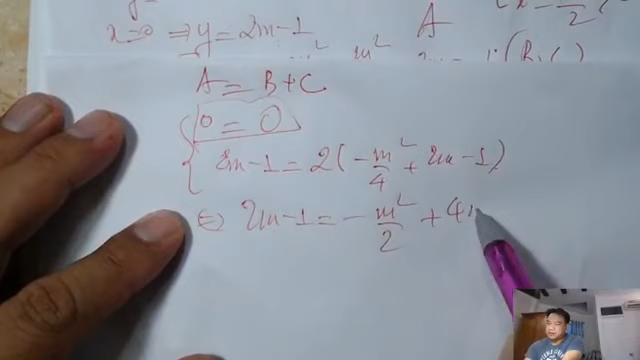 x=0 ⇒ y = 2m-1
A
A = B+C
0 = 0
2m-1 = 2(-m²/4 + 2m-1)
⇔ 2m-1 = -m²/2 + 4